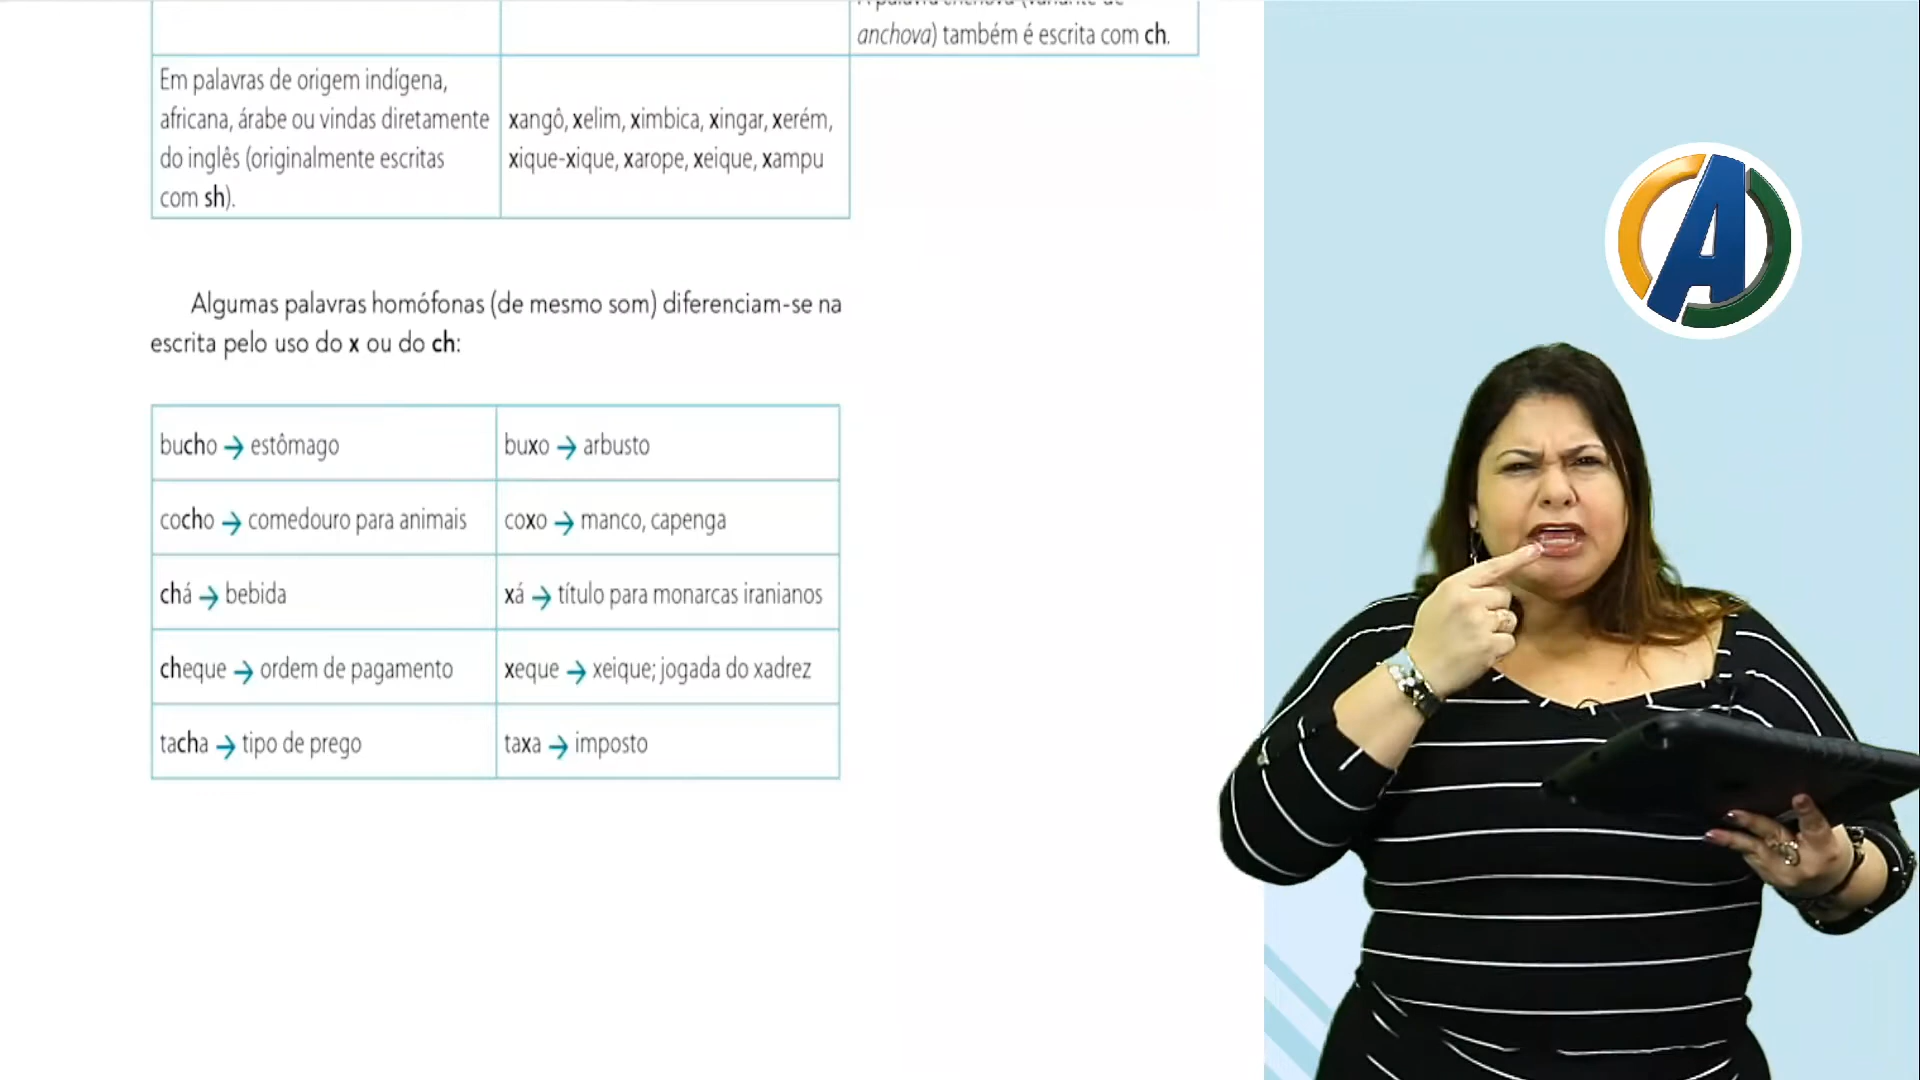 anchova) também é escrita com ch.
Em palavras de origem indígena,
africana, árabe ou vindas diretamente
do inglês (originalmente escritas
com sh).
xangô, xelim, ximbica, xingar, xerém,
xique-xique, xarope, xeique, xampu
Algumas palavras homófonas (de mesmo som) diferenciam-se na
escrita pelo uso do x ou do ch:
bucho → estômago
buxo → arbusto
cocho → comedouro para animais
coxo → manco, capenga
chá → bebida
xá → título para monarcas iranianos
cheque → ordem de pagamento
xeque → xeique; jogada do xadrez
tacha → tipo de prego
taxa → imposto
A